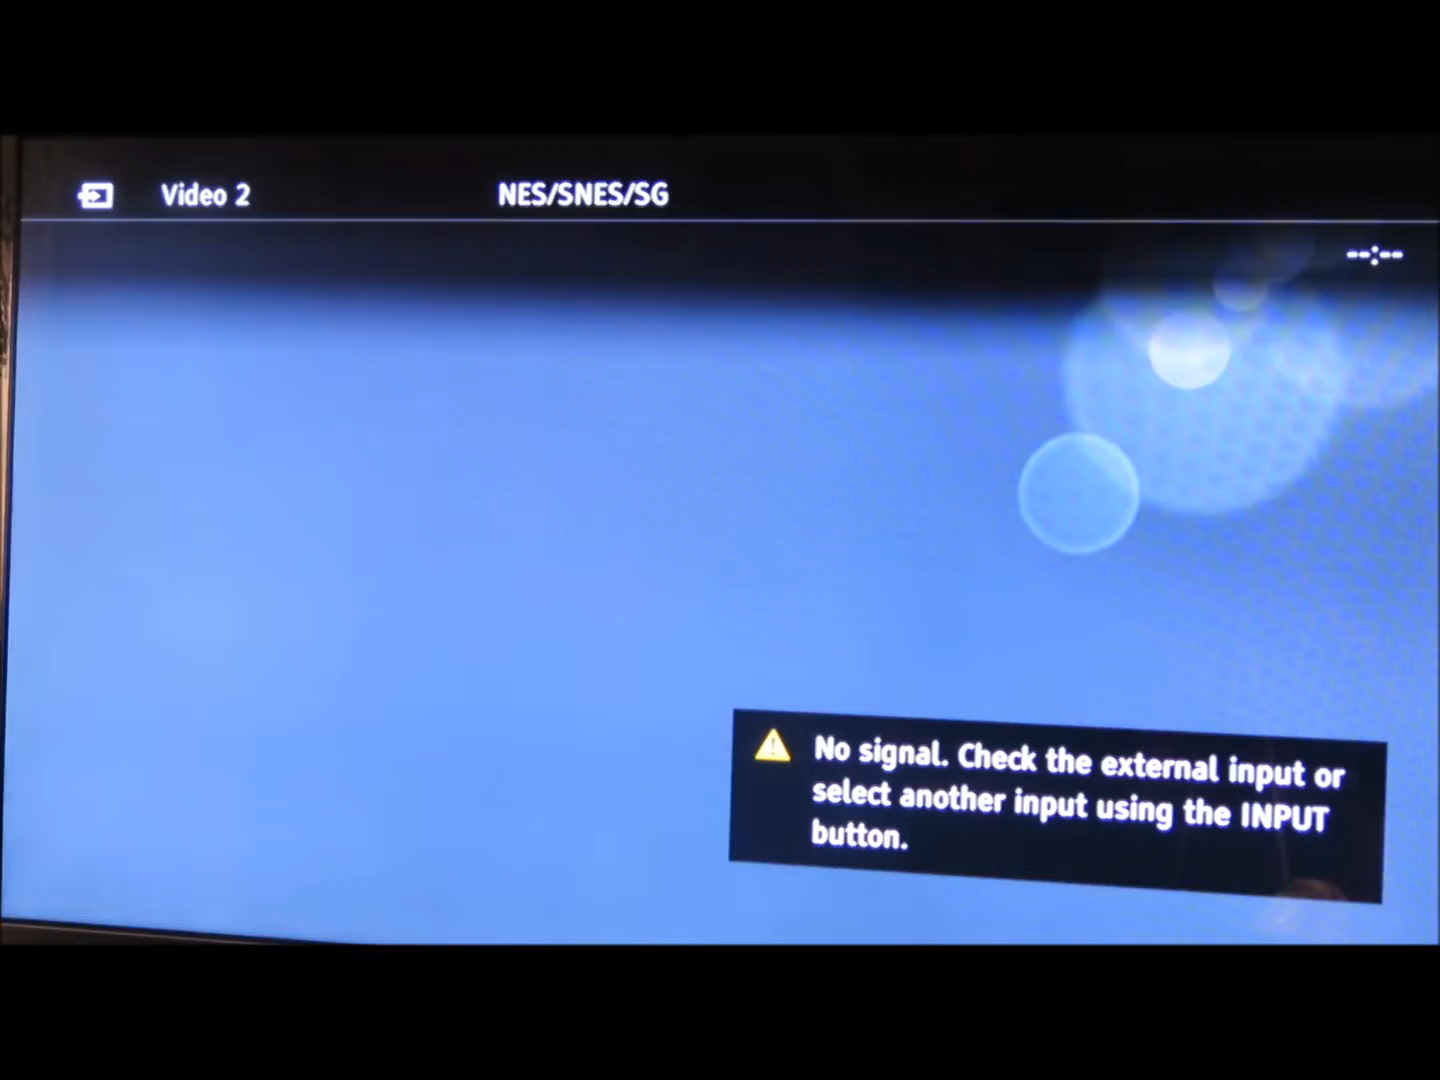 Video 2 NES/SNES/SG
--:--
No signal. Check the external input or
select another input using the INPUT
button.